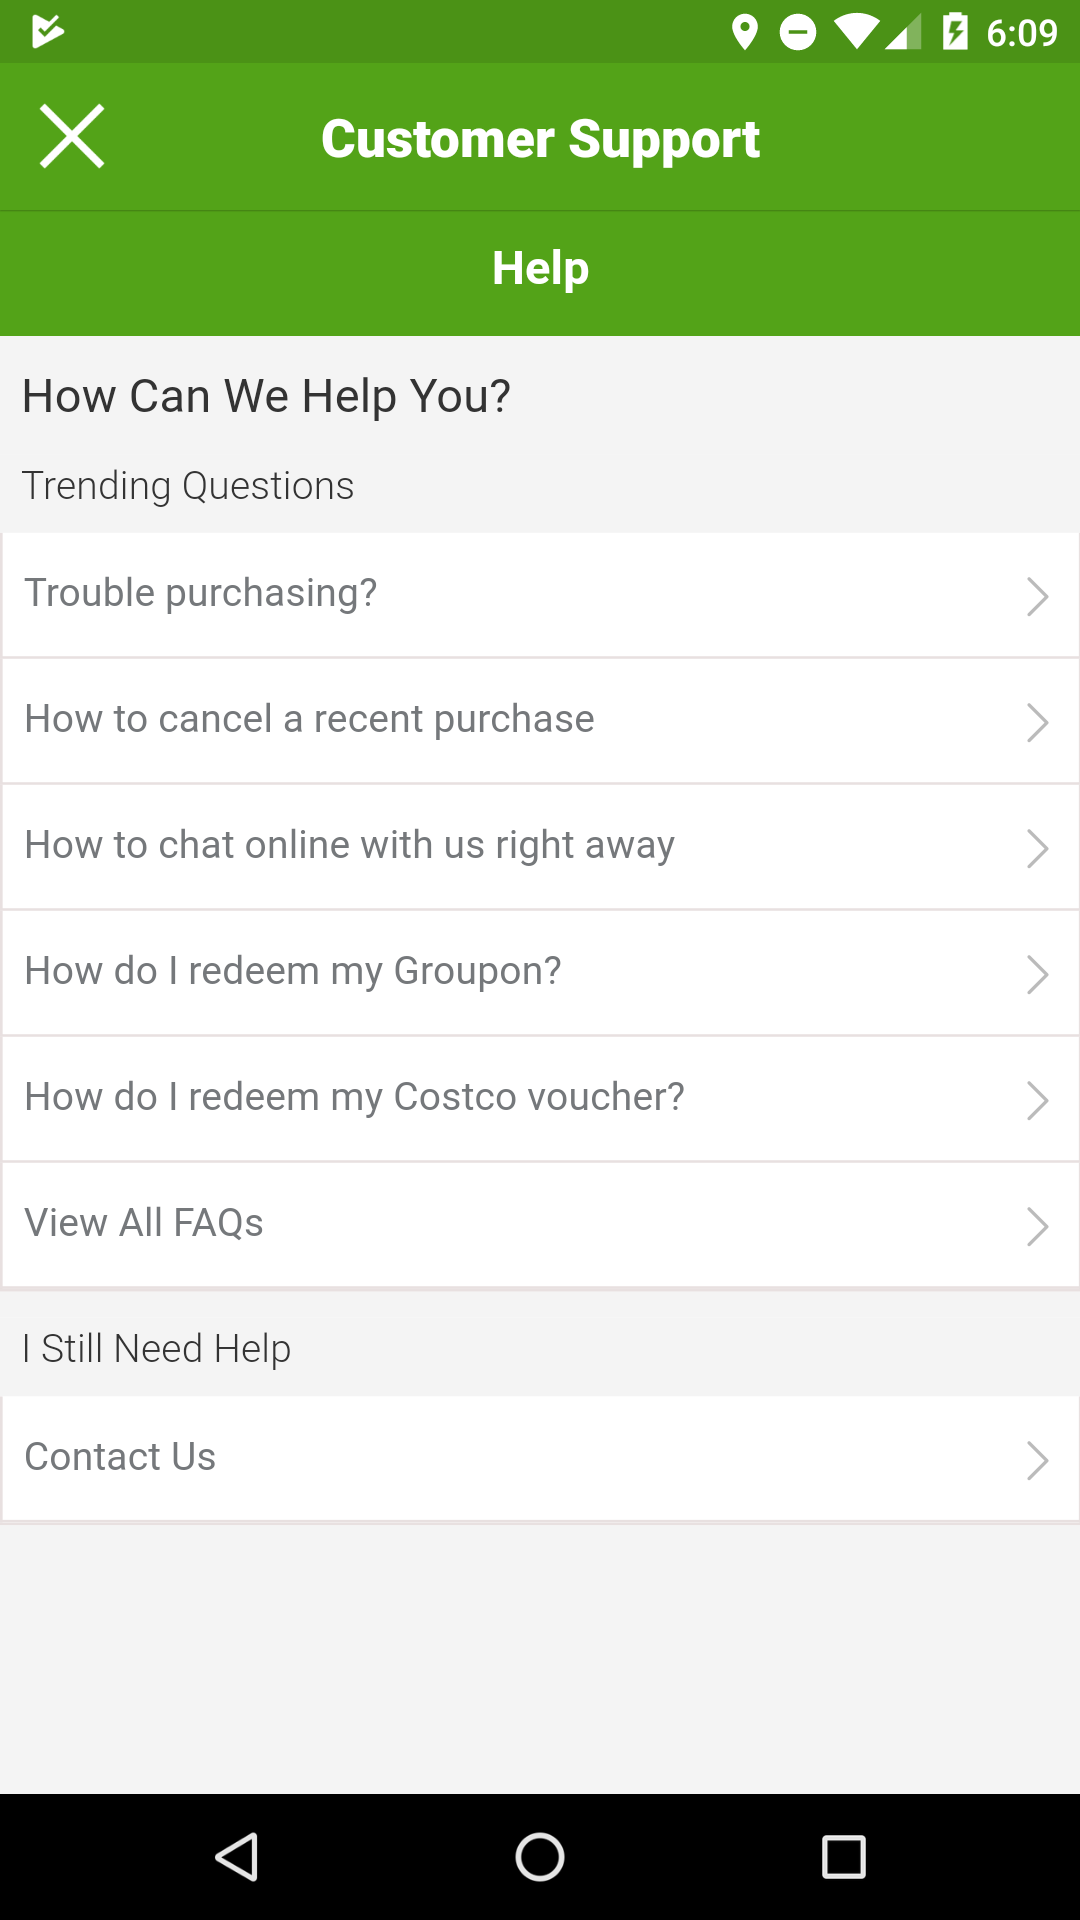 6:09
Customer Support
Help
How Can We Help You?
Trending Questions
Trouble purchasing?
How to cancel a recent purchase
How to chat online with us right away
How do I redeem my Groupon?
How do I redeem my Costco voucher?
View All FAQs
I Still Need Help
Contact Us